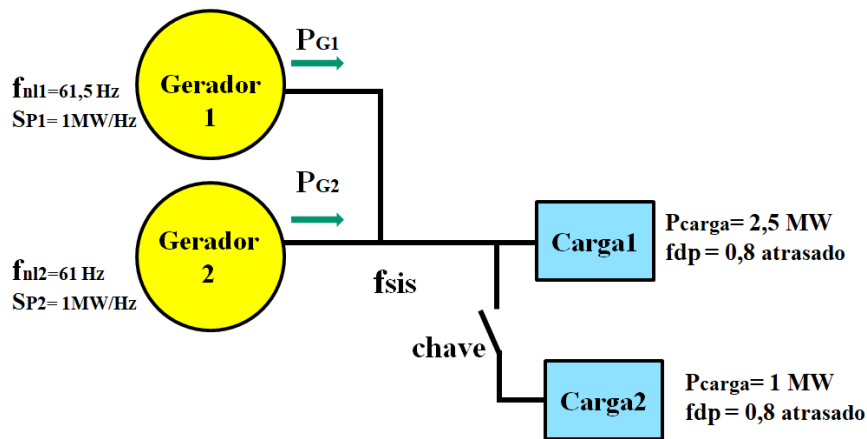 PG1
fnl1=61,5 Hz
SP1= 1MW/Hz
Gerador
1
PG2
fnl2=61 Hz
SP2= 1MW/Hz
Gerador
2
fsis
Carga1
Pcarga= 2,5 MW
fdp = 0,8 atrasado
chave
Carga2
Pcarga= 1 MW
fdp = 0,8 atrasado